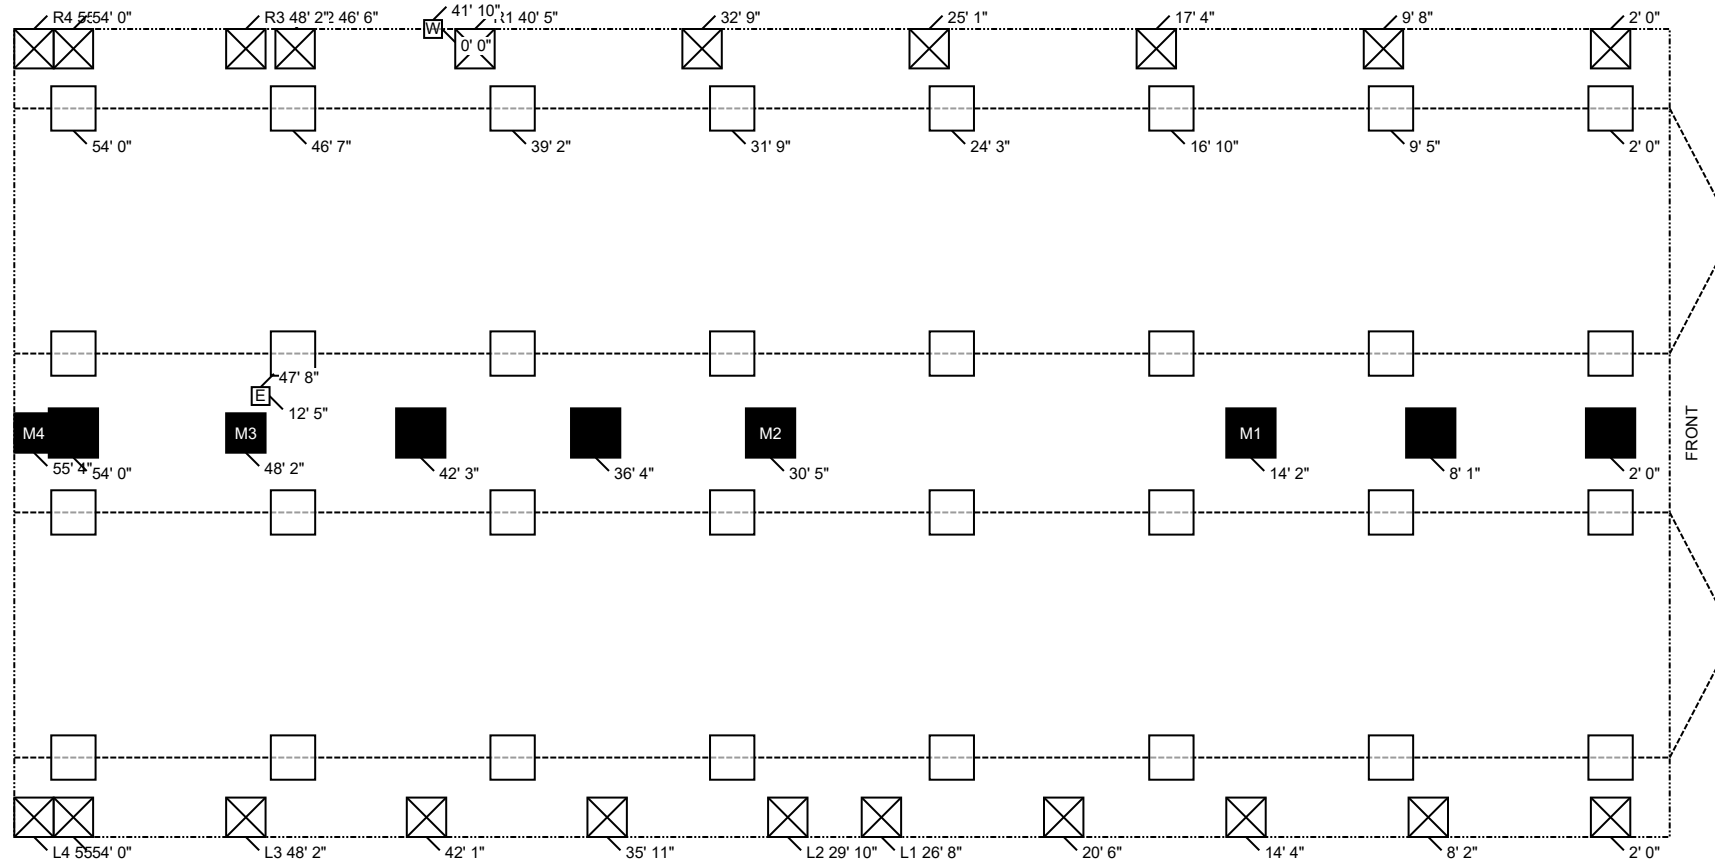 R4 54' 0" R3 48' 2" 46' 6" 41' 10" R1 40' 5" 32' 9" 25' 1" 17' 4" 9' 8" 2' 0"
W
0' 0"
54' 0" 46' 7" 39' 2" 31' 9" 24' 3" 16' 10" 9' 5" 2' 0"
47' 8"
E
12' 5"
M4 M3 M2 M1 FRONT
55' 4" 54' 0" 48' 2" 42' 3" 36' 4" 30' 5" 14' 2" 8' 1" 2' 0"
L4 54' 0" L3 48' 2" 42' 1" 35' 11" L2 29' 10" L1 26' 8" 20' 6" 14' 4" 8' 2" 2' 0"